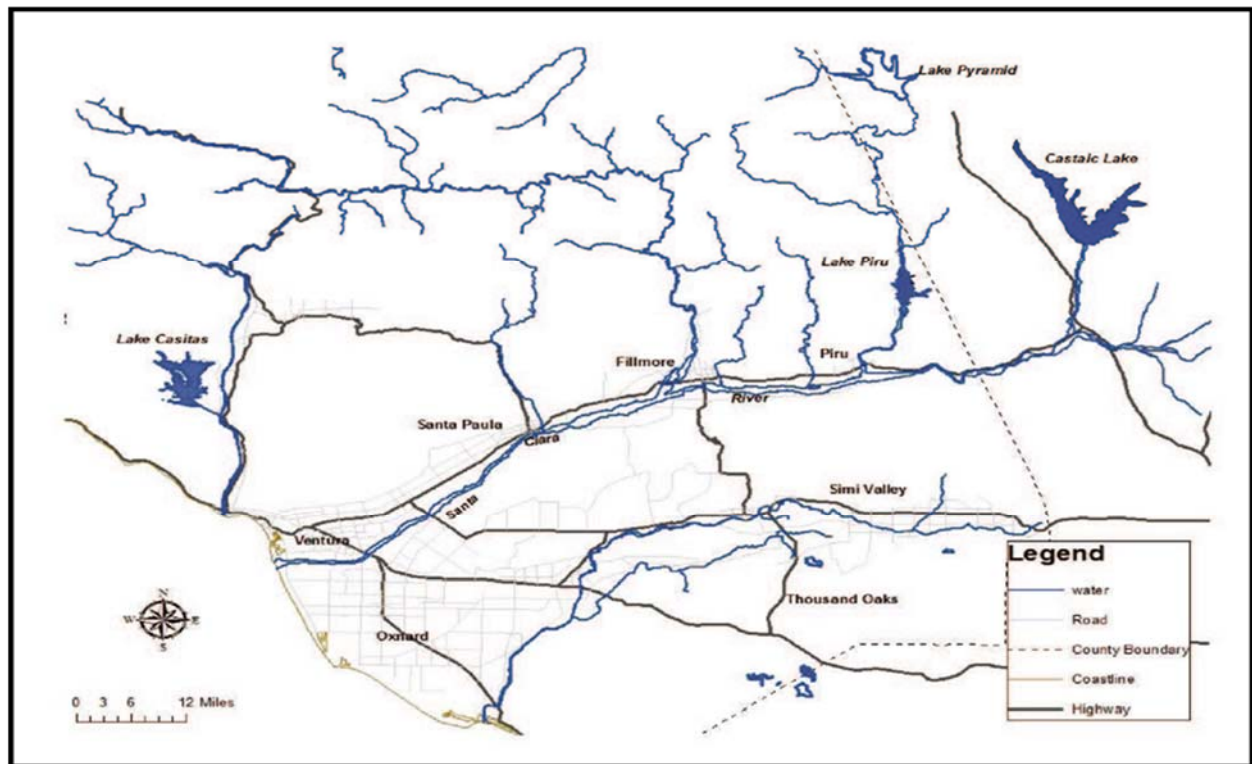 Lake Pyramid
Castaic Lake
Lake Piru
Lake Casitas
Fillmore
Piru
River
Santa Paula
Clara
Simi Valley
Santa
Ventura
Thousand Oaks
Oxnard
N
W E
S
0 3 6 12 Miles
Legend
water
Road
County Boundary
Coastline
Highway